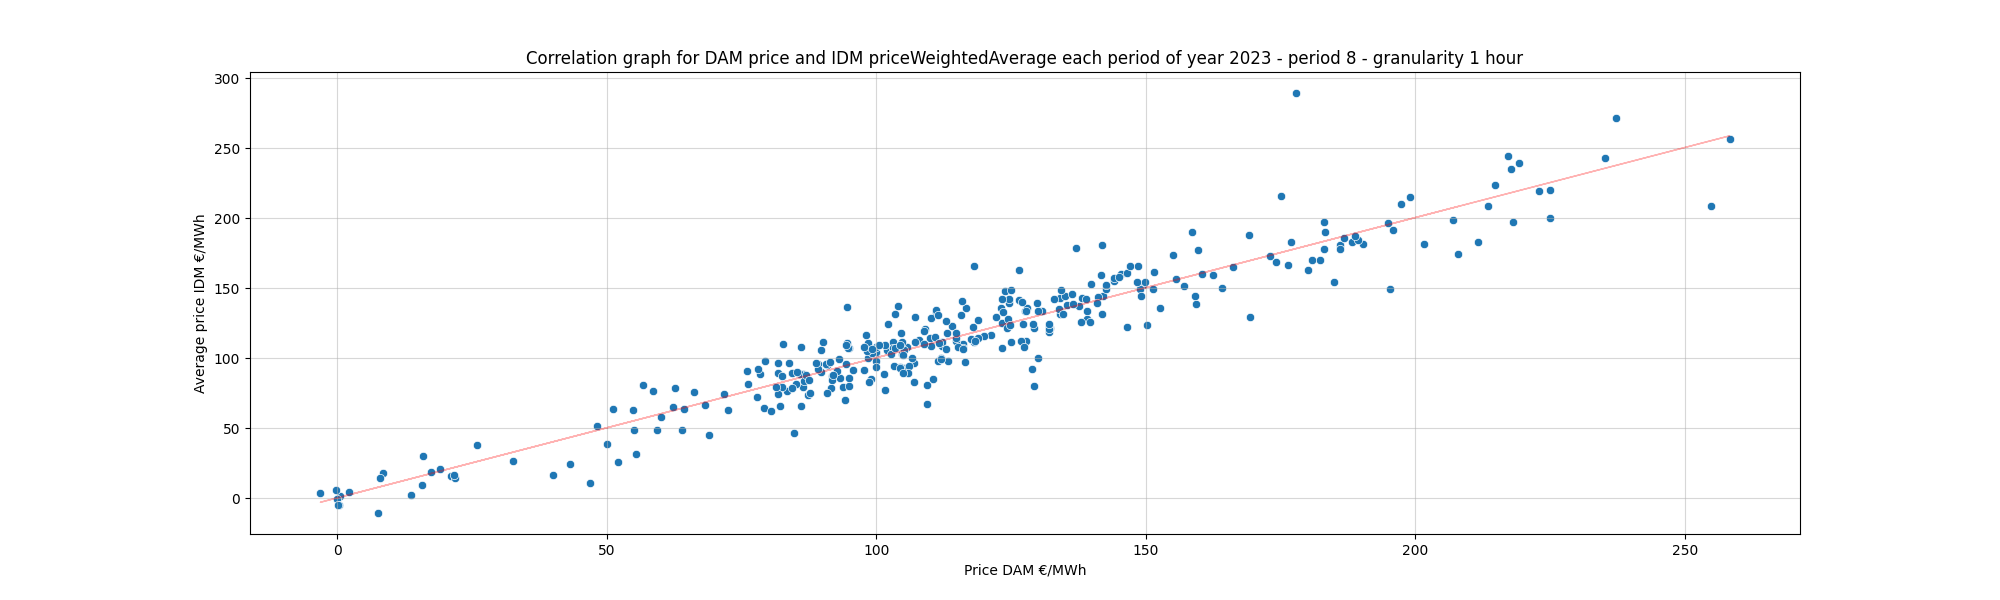 Correlation graph for DAM price and IDM priceWeightedAverage each period of year 2023 - period 8 - granularity 1 hour
300
250
200
150
100
50
0
Average price IDM €/MWh
0 50 100 150 200 250
Price DAM €/MWh